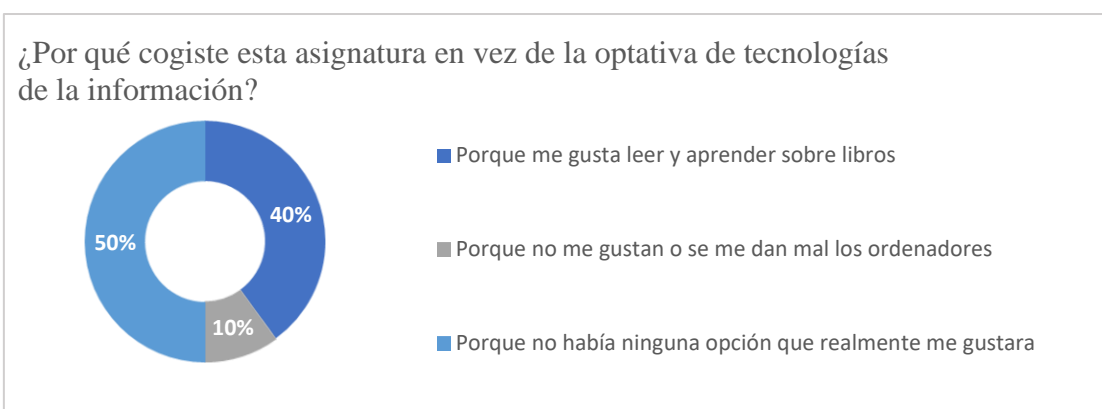 ¿Por qué cogiste esta asignatura en vez de la optativa de tecnologías
de la información?
Porque me gusta leer y aprender sobre libros
40%
50%
Porque no me gustan o se me dan mal los ordenadores
10%
Porque no había ninguna opción que realmente me gustara